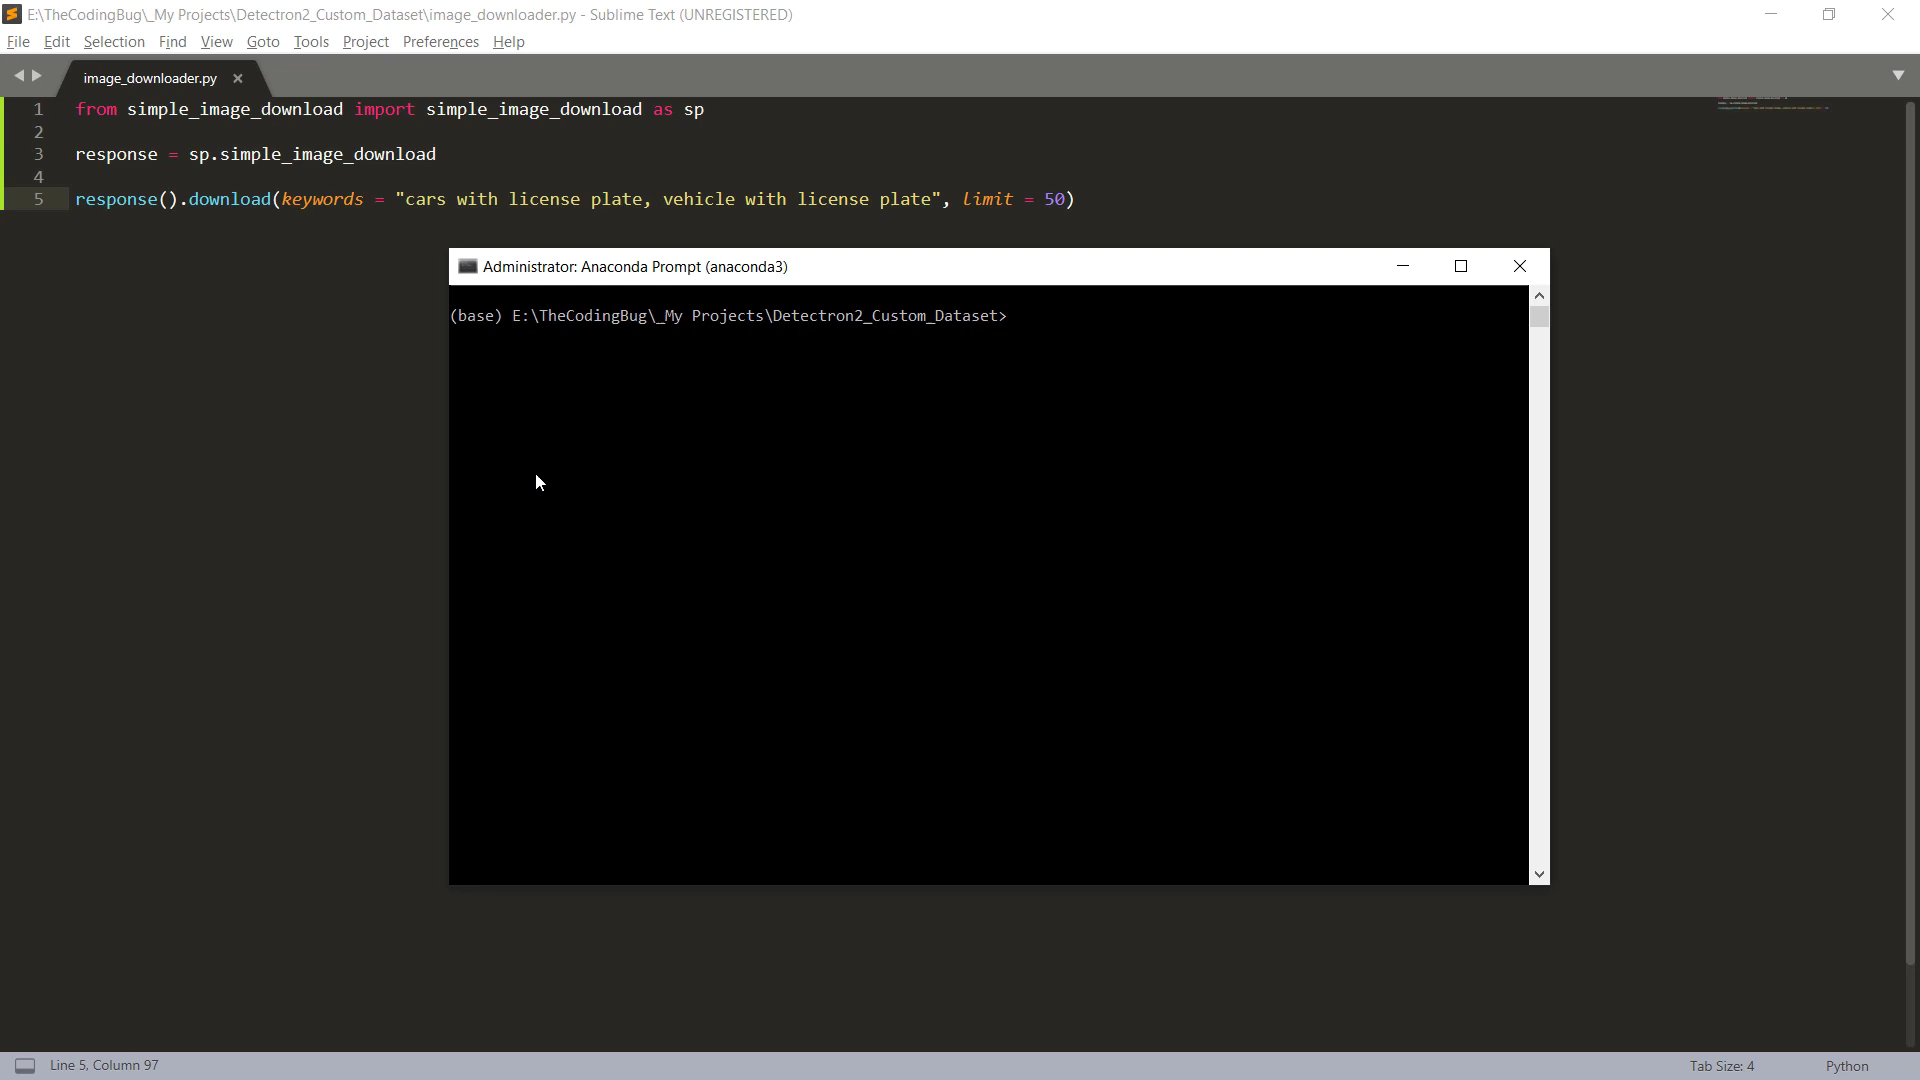 E:\TheCodingBug\_My Projects\Detectron2_Custom_Dataset\image_downloader.py - Sublime Text (UNREGISTERED)
File Edit Selection Find View Goto Tools Project Preferences Help
image_downloader.py
1 from simple_image_download import simple_image_download as sp
2
3 response = sp.simple_image_download
4
5 response().download(keywords = "cars with license plate, vehicle with license plate", limit = 50)
Administrator: Anaconda Prompt (anaconda3)
(base) E:\TheCodingBug\_My Projects\Detectron2_Custom_Dataset>
Line 5, Column 97
Tab Size: 4
Python